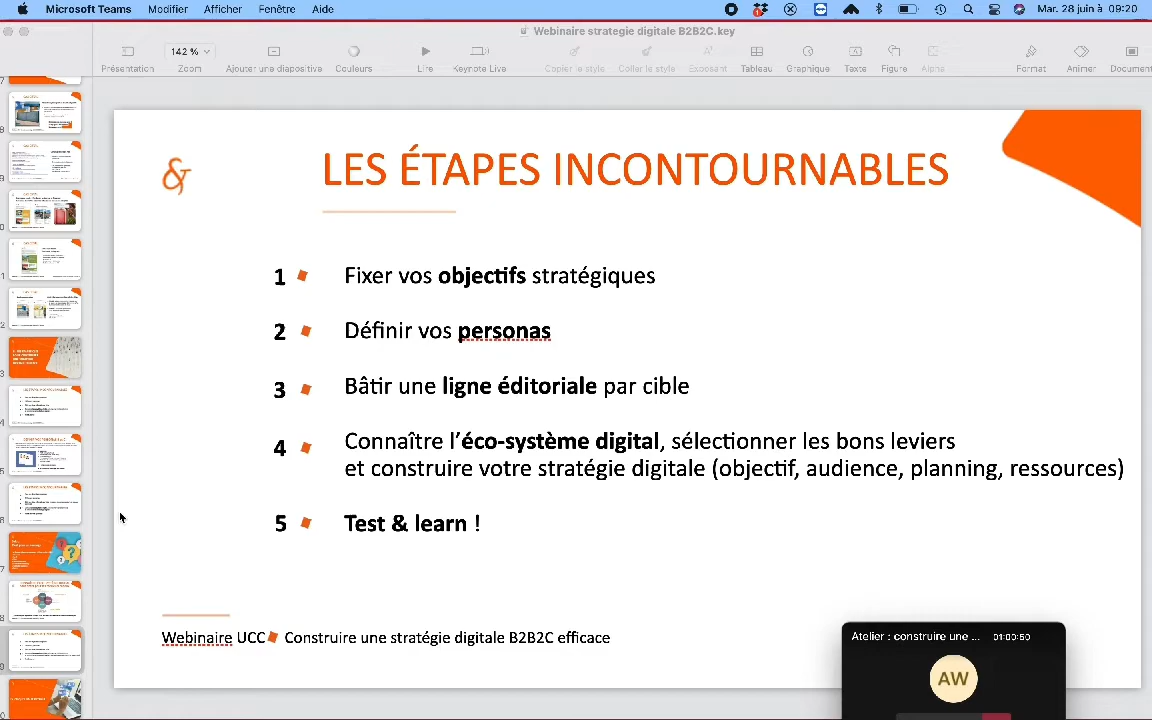 Microsoft Teams Modifier Afficher Fenêtre Aide
Mar. 28 juin à 09:20
Webinaire strategie digitale B2B2C.key
142 %
Présentation Zoom Ajouter une diapositive Couleurs Lire Keynote Live Copier le style Coller le style Exposant Tableau Graphique Texte Figure Alpha Format Animer Document
&
LES ÉTAPES INCONTOURNABLES
1 Fixer vos objectifs stratégiques
2 Définir vos personas
3 Bâtir une ligne éditoriale par cible
4 Connaître l’éco-système digital, sélectionner les bons leviers
et construire votre stratégie digitale (objectif, audience, planning, ressources)
5 Test & learn !
Webinaire UCC Construire une stratégie digitale B2B2C efficace
Atelier : construire une ... 01:00:50
AW